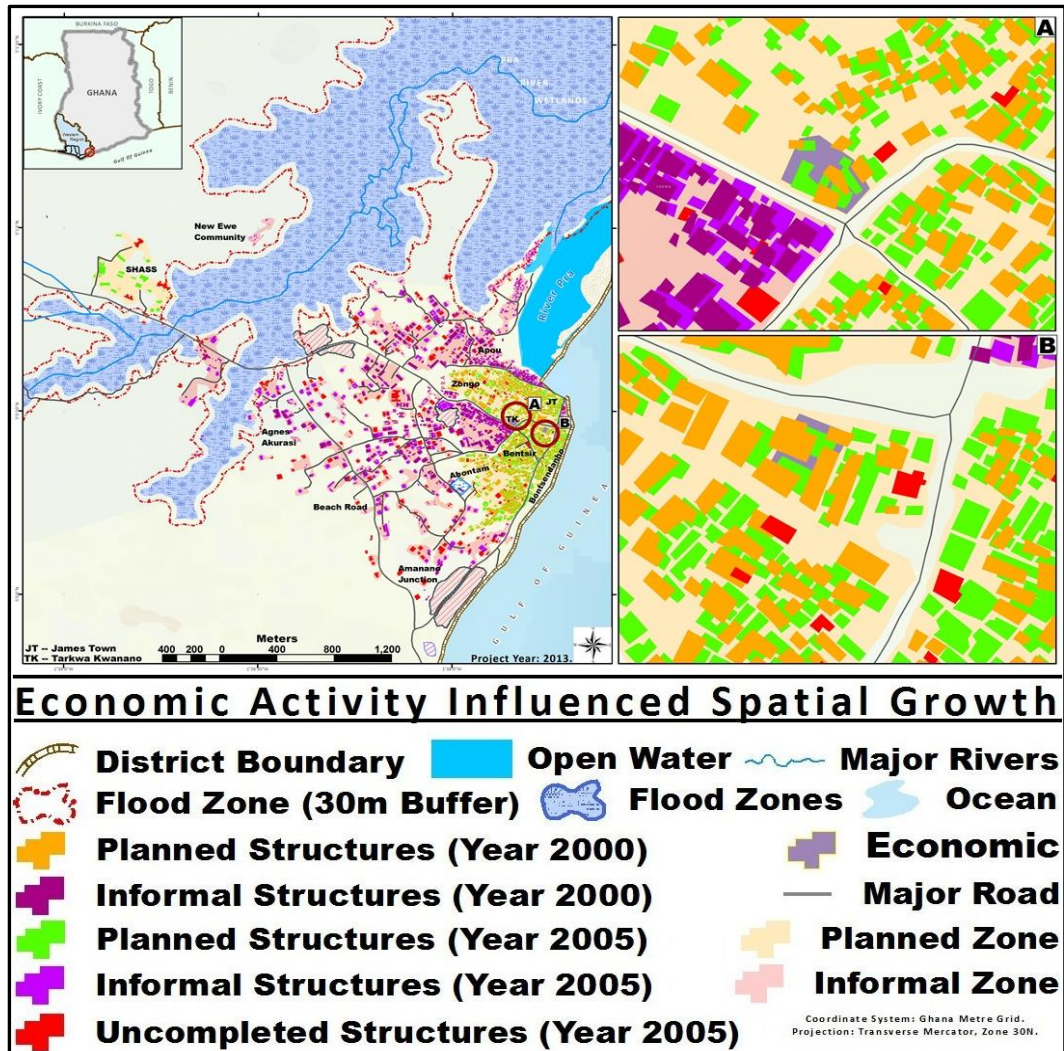 BURKINA FASO
IVORY COAST
GHANA
TOGO
BENIN
Western
Region
Gulf Of Guinea
PRA
RIVER
WETLANDS
New Ewe
Community
SHASS
River Pra
Apou
Zongo
A
JT
TK
B
Agnes
Akurasi
Bentsir
Abontam
Bontsendanho
Beach Road
Amanano
Junction
GULF OF GUINEA
Meters
JT -- James Town
TK -- Tarkwa Kwanano
400 200 0 400 800 1,200
Project Year: 2013.
A
B
Economic Activity Influenced Spatial Growth
District Boundary
Open Water
Major Rivers
Flood Zone (30m Buffer)
Flood Zones
Ocean
Planned Structures (Year 2000)
Economic
Informal Structures (Year 2000)
Major Road
Planned Structures (Year 2005)
Planned Zone
Informal Structures (Year 2005)
Informal Zone
Uncompleted Structures (Year 2005)
Coordinate System: Ghana Metre Grid.
Projection: Transverse Mercator, Zone 30N.